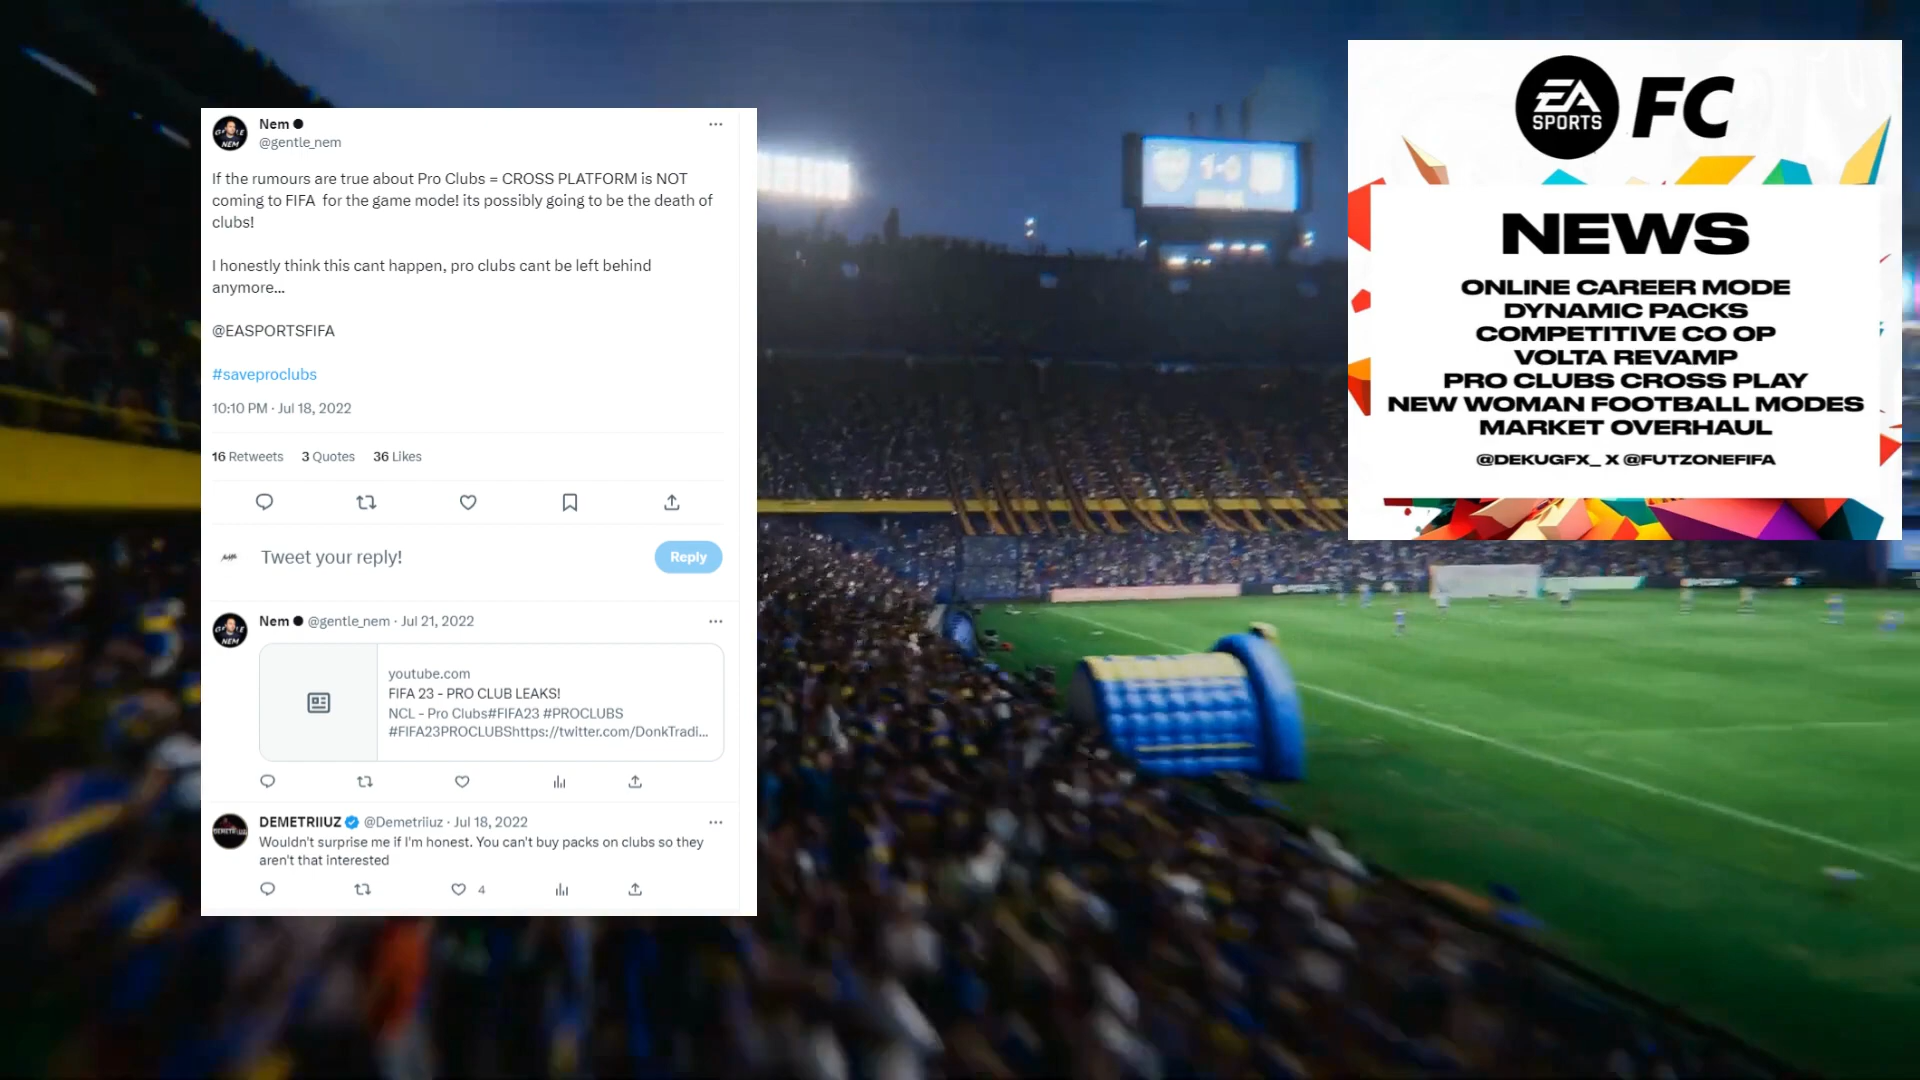 Nem
@gentle_nem
If the rumours are true about Pro Clubs = CROSS PLATFORM is NOT
coming to FIFA  for the game mode! its possibly going to be the death of
clubs!
I honestly think this cant happen, pro clubs cant be left behind
anymore...
@EASPORTSFIFA
#saveproclubs
10:10 PM · Jul 18, 2022
16 Retweets 3 Quotes 36 Likes
Tweet your reply!
Reply
Nem @gentle_nem · Jul 21, 2022
youtube.com
FIFA 23 - PRO CLUB LEAKS!
NCL - Pro Clubs#FIFA23 #PROCLUBS
#FIFA23PROCLUBShttps://twitter.com/DonkTradi...
DEMETRIIUZ @Demetriiuz · Jul 18, 2022
Wouldn't surprise me if I'm honest. You can't buy packs on clubs so they
aren't that interested
4
1-0
EA
SPORTS
FC
NEWS
ONLINE CAREER MODE
DYNAMIC PACKS
COMPETITIVE CO OP
VOLTA REVAMP
PRO CLUBS CROSS PLAY
NEW WOMAN FOOTBALL MODES
MARKET OVERHAUL
@DEKUGFX_ X @FUTZONEFIFA